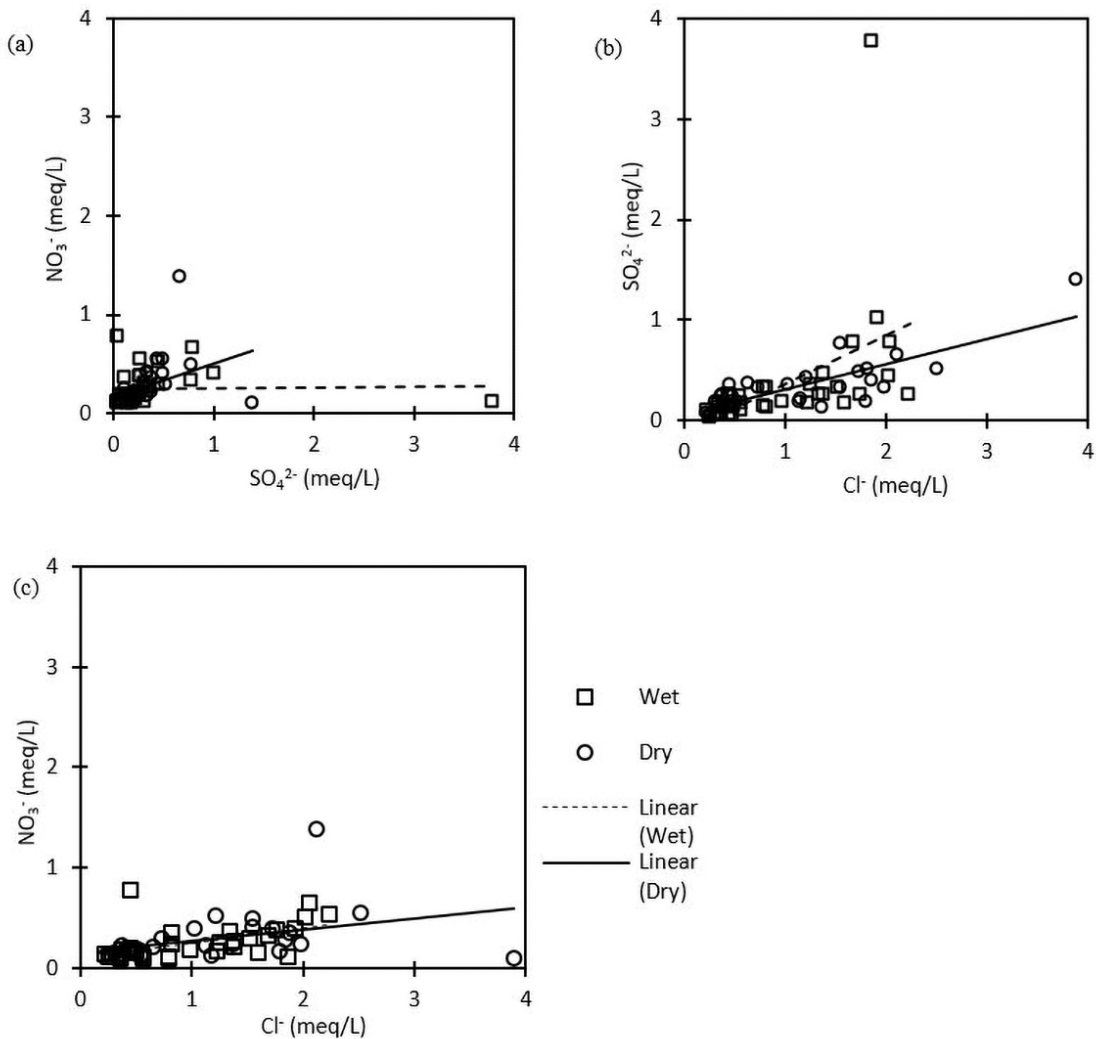 (a)
4
3
2
1
0
NO₃⁻ (meq/L)
0 1 2 3 4
SO₄²⁻ (meq/L)
(b)
4
3
2
1
0
SO₄²⁻ (meq/L)
0 1 2 3 4
Cl⁻ (meq/L)
(c)
4
3
2
1
0
NO₃⁻ (meq/L)
0 1 2 3 4
Cl⁻ (meq/L)
Wet
Dry
Linear
(Wet)
Linear
(Dry)